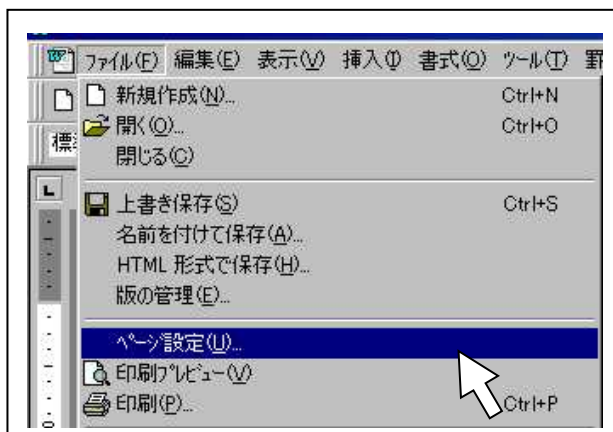 ファイル(F) 編集(E) 表示(V) 挿入(I) 書式(O) ツール(T) 罫
新規作成(N)... Ctrl+N
開く(O)... Ctrl+O
標準
閉じる(C)
上書き保存(S) Ctrl+S
名前を付けて保存(A)...
HTML 形式で保存(H)...
版の管理(E)...
ページ設定(U)...
印刷プレビュー(V)
印刷(P)... Ctrl+P